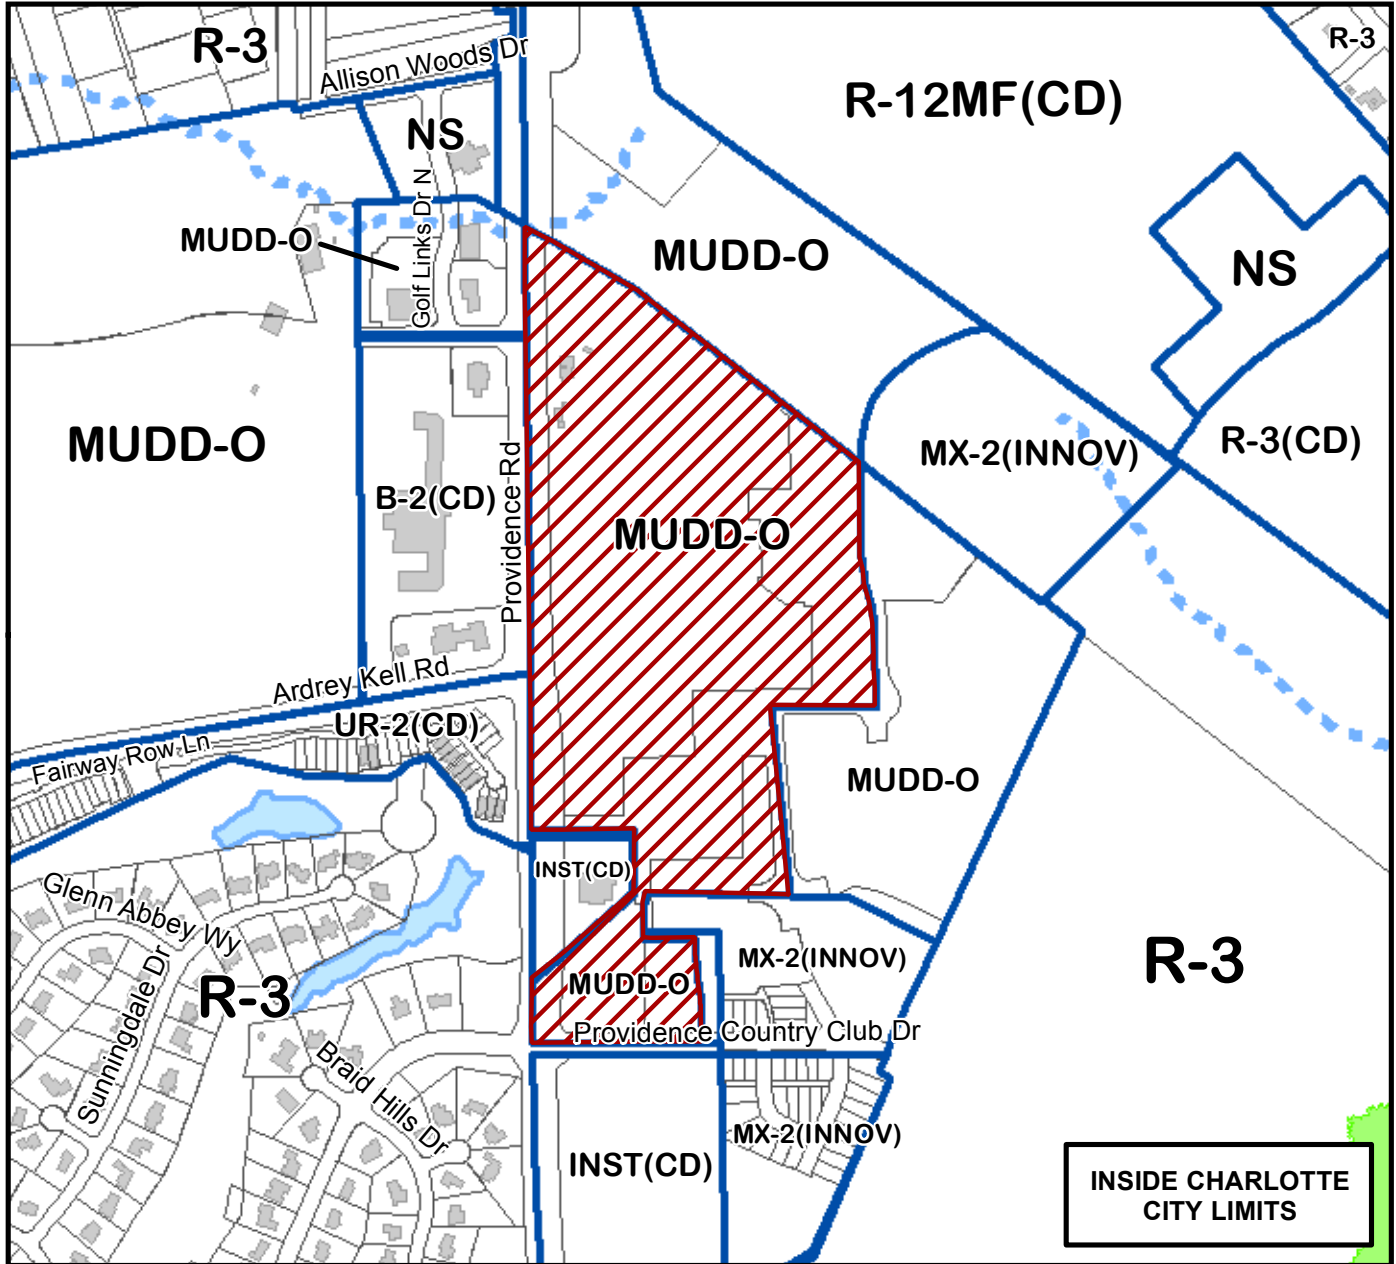 R-3
Allison Woods Dr
R-3
R-12MF(CD)
NS
Golf Links Dr N
MUDD-O
MUDD-O
NS
MUDD-O
B-2(CD)
Providence Rd
MX-2(INNOV)
R-3(CD)
MUDD-O
Ardrey Kell Rd
UR-2(CD)
Fairway Row Ln
MUDD-O
INST(CD)
Glenn Abbey Wy
Sunningdale Dr
R-3
MUDD-O
MX-2(INNOV)
R-3
Providence Country Club Dr
Braid Hills Dr
MX-2(INNOV)
INST(CD)
INSIDE CHARLOTTE
CITY LIMITS